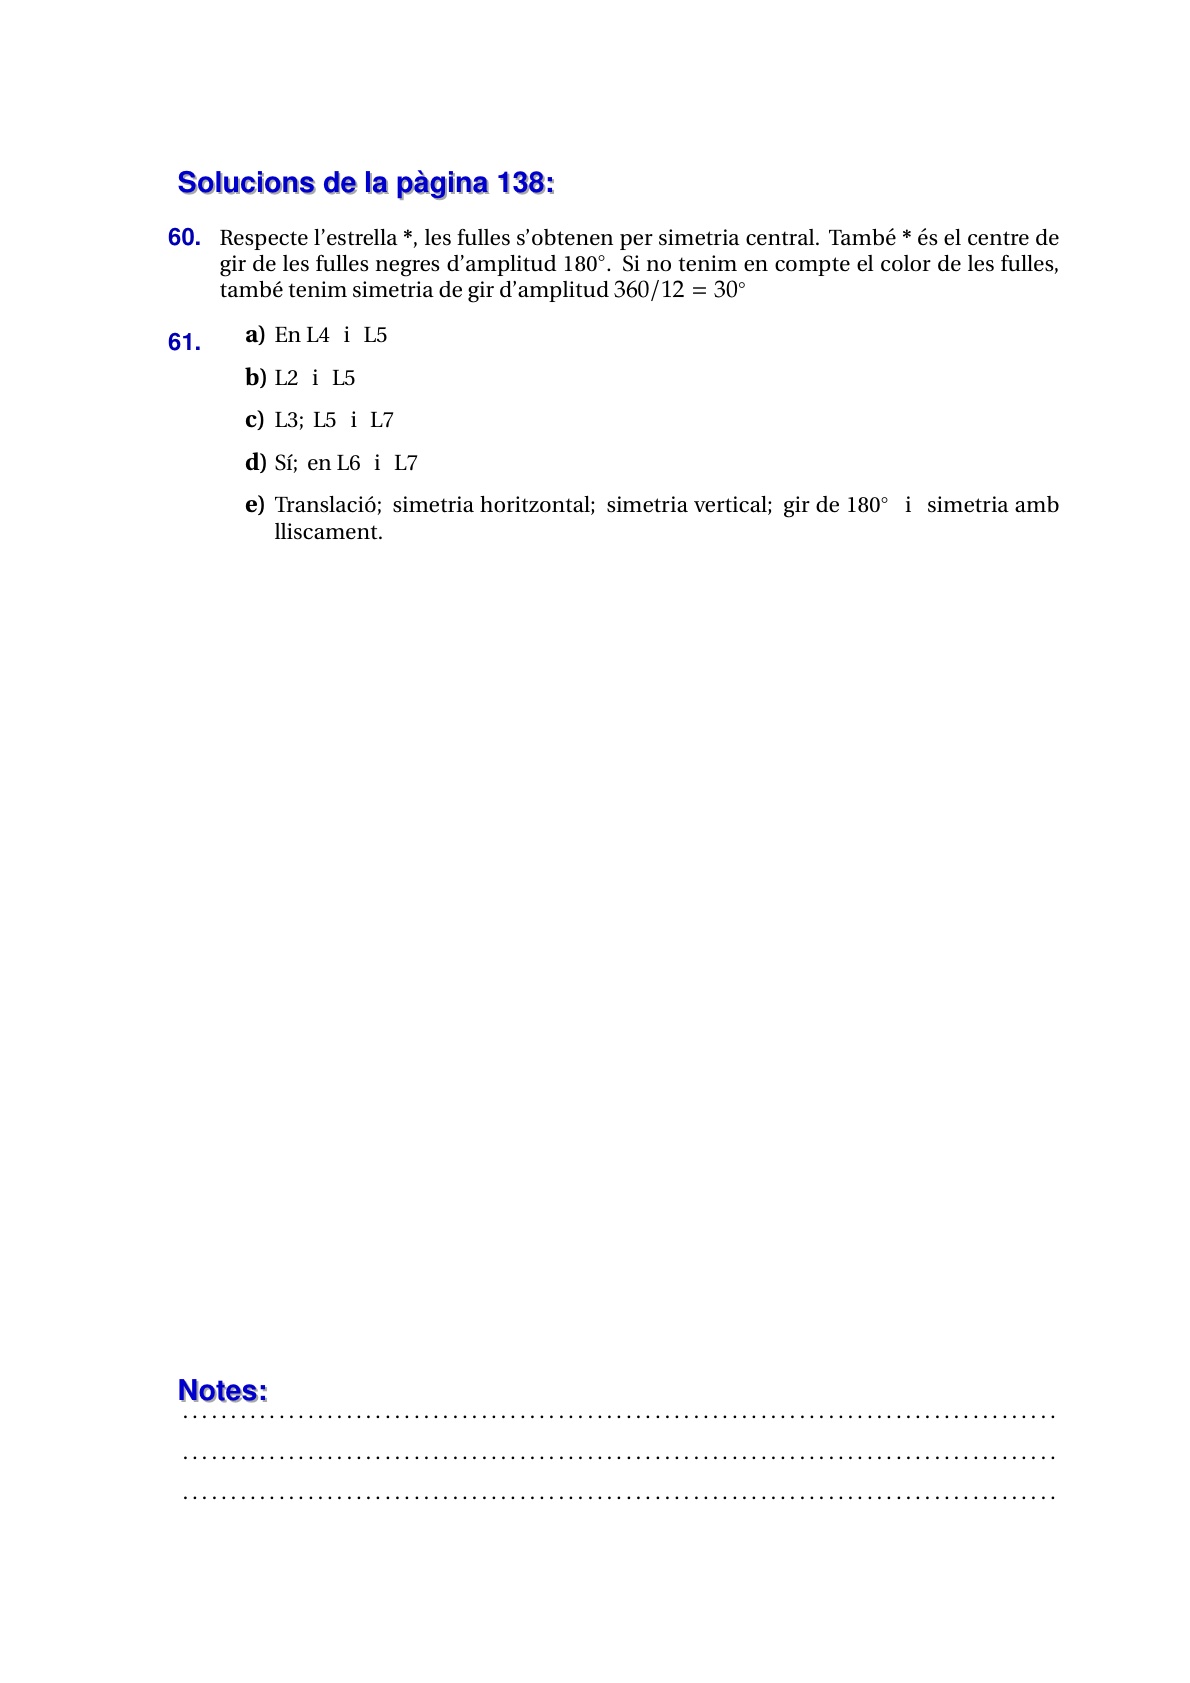 Solucions de la pàgina 138:
60. Respecte l’estrella *, les fulles s’obtenen per simetria central. També * és el centre de
gir de les fulles negres d’amplitud 180°. Si no tenim en compte el color de les fulles,
també tenim simetria de gir d’amplitud 360/12 = 30°
61. a) En L4 i L5
b) L2 i L5
c) L3; L5 i L7
d) Sí; en L6 i L7
e) Translació; simetria horitzontal; simetria vertical; gir de 180° i simetria amb
lliscament.
Notes: